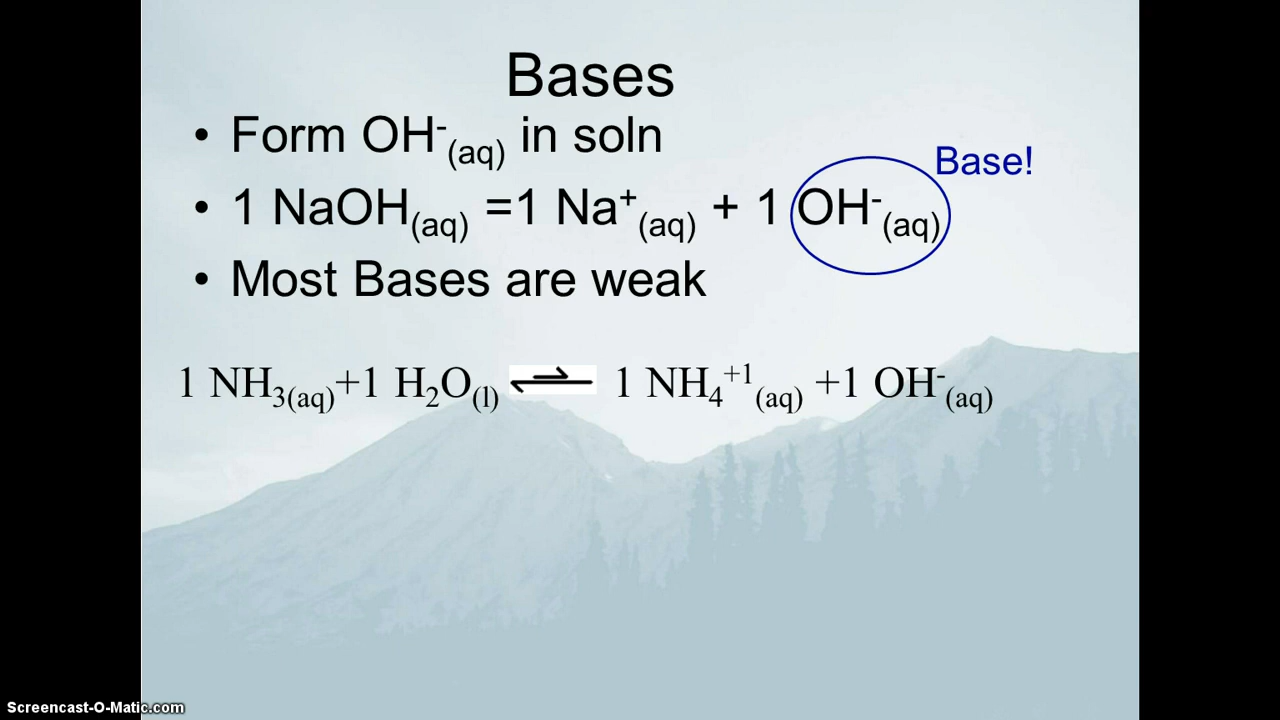 Bases
• Form OH⁻(aq) in soln
Base!
• 1 NaOH(aq) =1 Na⁺(aq) + 1 OH⁻(aq)
• Most Bases are weak
1 NH₃(aq)+1 H₂O(l) ⇌ 1 NH₄⁺¹(aq) +1 OH⁻(aq)
Screencast-O-Matic.com